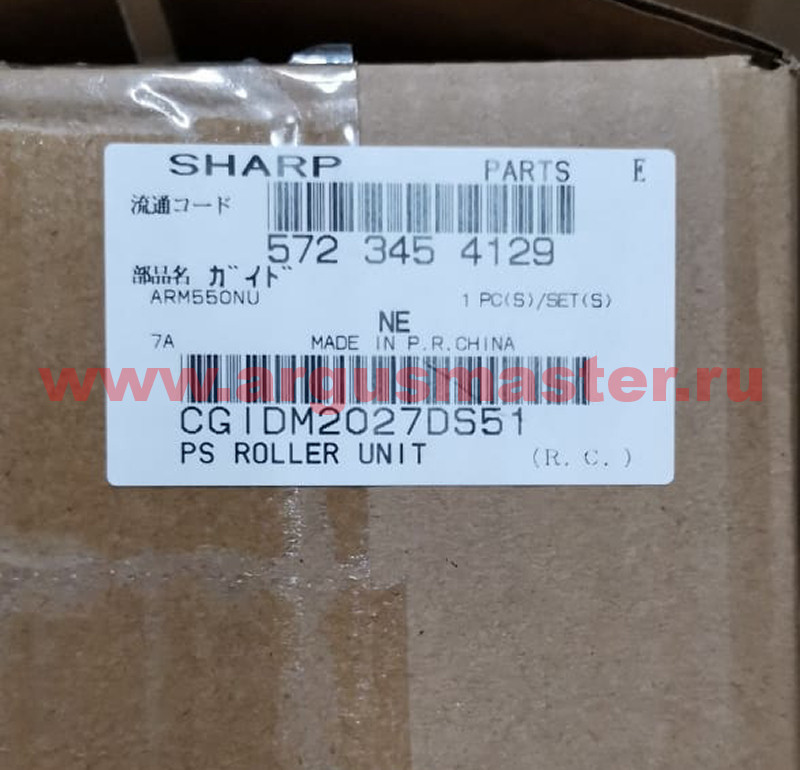 SHARP PARTS E
流通コード
572 345 4129
部品名 ガイド
ARM550NU 1 PC(S)/SET(S)
NE
7A MADE IN P.R.CHINA
www.argusmaster.ru
CGIDM2027DS51
PS ROLLER UNIT (R.C.)